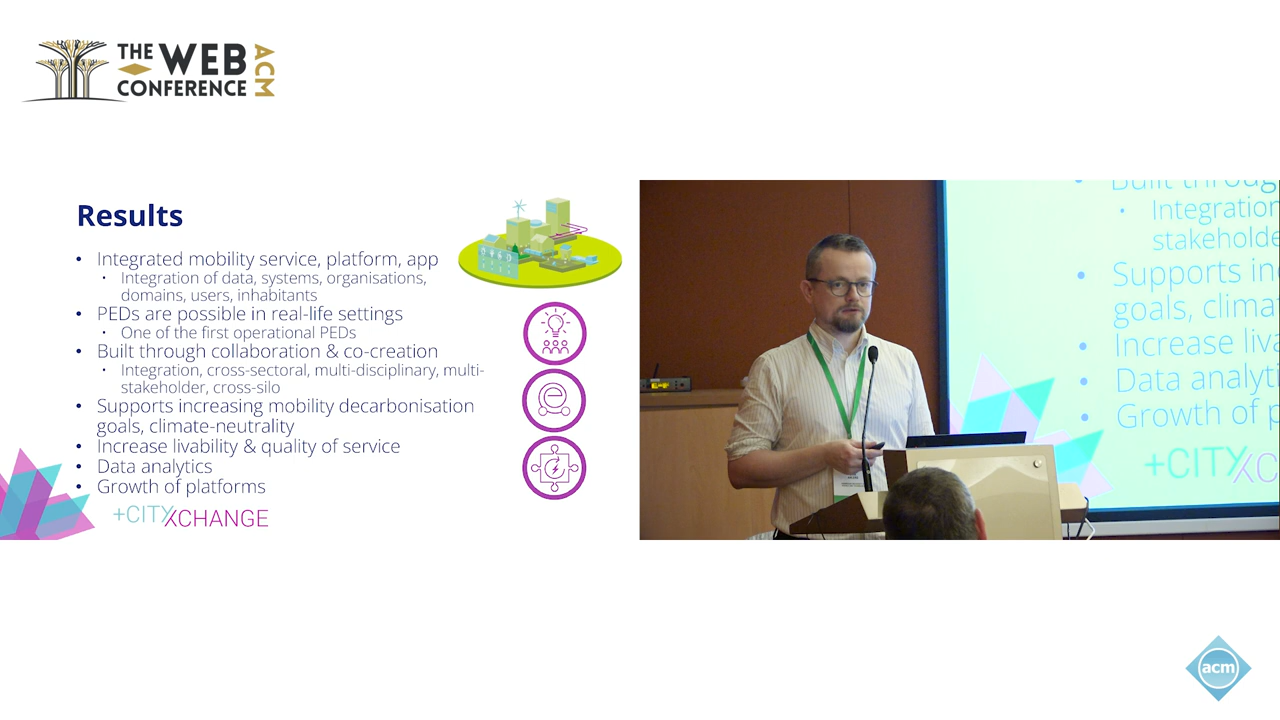 THE WEB
CONFERENCE
ACM
Results
• Integrated mobility service, platform, app
• Integration of data, systems, organisations,
domains, users, inhabitants
• PEDs are possible in real-life settings
• One of the first operational PEDs
• Built through collaboration & co-creation
• Integration, cross-sectoral, multi-disciplinary, multi-
stakeholder, cross-silo
• Supports increasing mobility decarbonisation
goals, climate-neutrality
• Increase livability & quality of service
• Data analytics
• Growth of platforms
+CITYXCHANGE
• Built throug
• Integration
stakeholde
• Supports in
goals, clima
• Increase liva
• Data analyti
• Growth of p
+CITYXC
acm